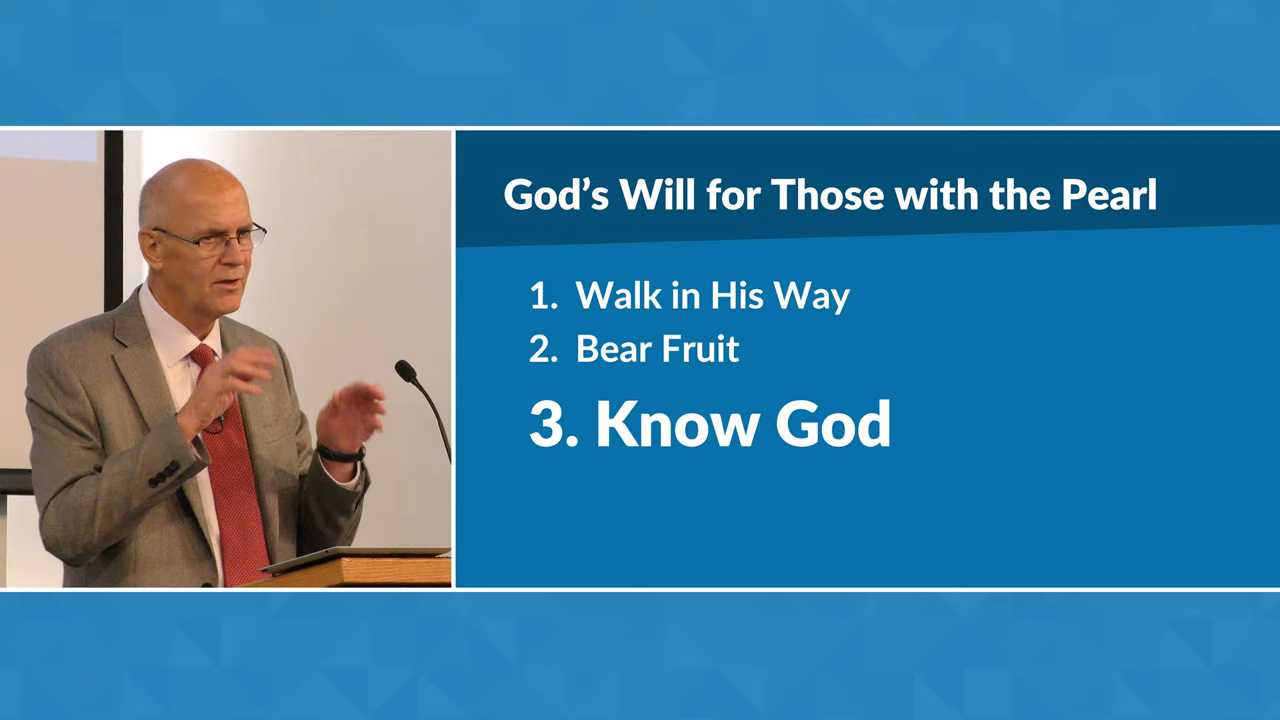 God’s Will for Those with the Pearl
1. Walk in His Way
2. Bear Fruit
3. Know God